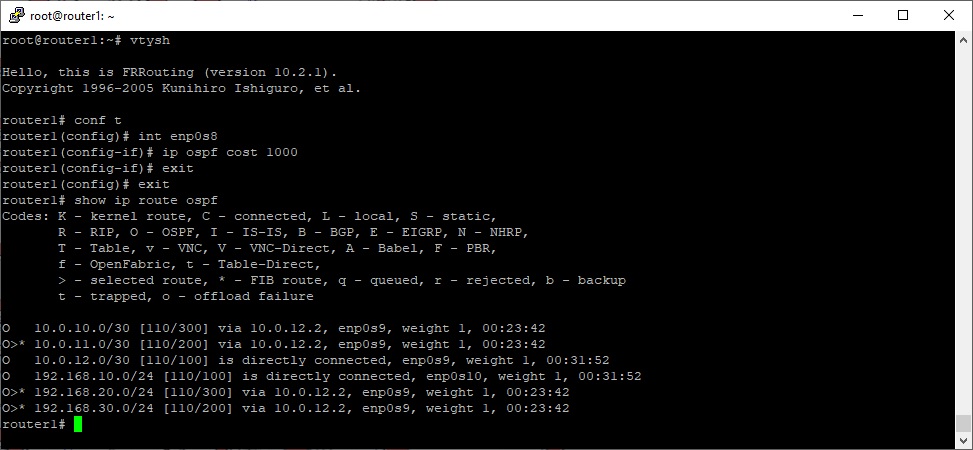 root@router1: ~
root@router1:~# vtysh
Hello, this is FRRouting (version 10.2.1).
Copyright 1996-2005 Kunihiro Ishiguro, et al.
router1# conf t
router1(config)# int enp0s8
router1(config-if)# ip ospf cost 1000
router1(config-if)# exit
router1(config)# exit
router1# show ip route ospf
Codes: K - kernel route, C - connected, L - local, S - static,
R - RIP, O - OSPF, I - IS-IS, B - BGP, E - EIGRP, N - NHRP,
T - Table, v - VNC, V - VNC-Direct, A - Babel, F - PBR,
f - OpenFabric, t - Table-Direct,
> - selected route, * - FIB route, q - queued, r - rejected, b - backup
t - trapped, o - offload failure
O   10.0.10.0/30 [110/300] via 10.0.12.2, enp0s9, weight 1, 00:23:42
O>* 10.0.11.0/30 [110/200] via 10.0.12.2, enp0s9, weight 1, 00:23:42
O   10.0.12.0/30 [110/100] is directly connected, enp0s9, weight 1, 00:31:52
O   192.168.10.0/24 [110/100] is directly connected, enp0s10, weight 1, 00:31:52
O>* 192.168.20.0/24 [110/300] via 10.0.12.2, enp0s9, weight 1, 00:23:42
O>* 192.168.30.0/24 [110/200] via 10.0.12.2, enp0s9, weight 1, 00:23:42
router1#